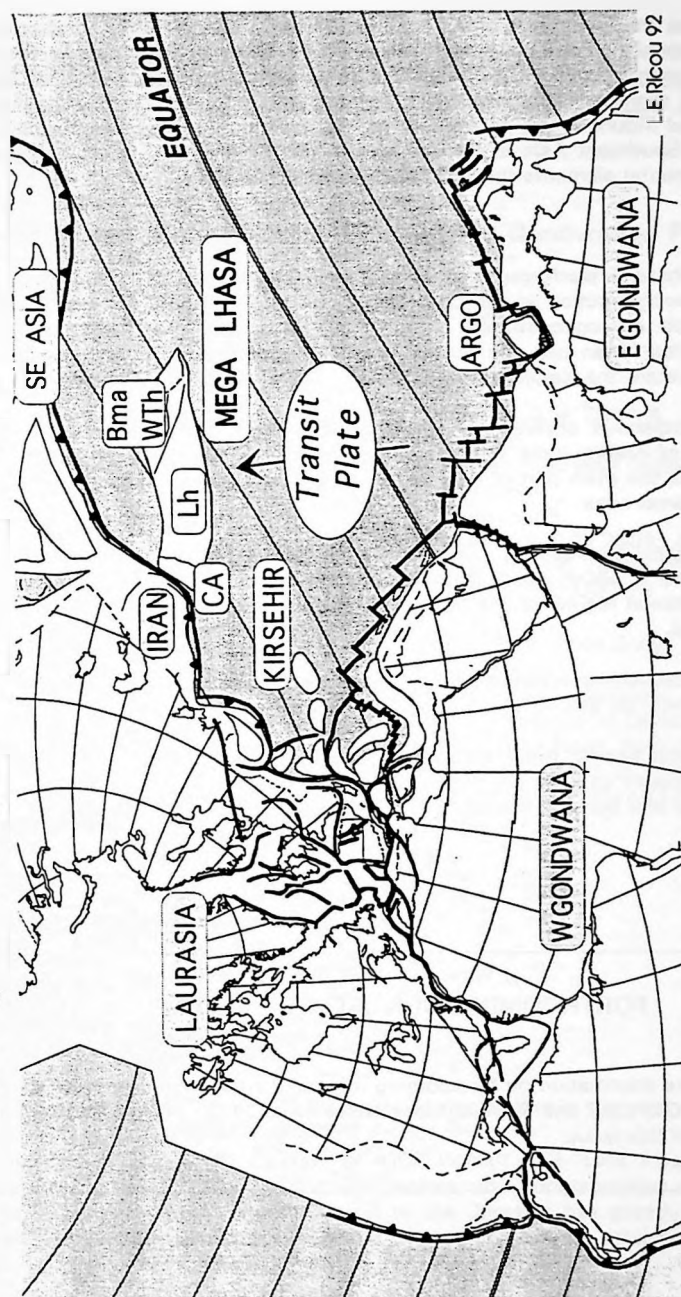 SE ASIA
EQUATOR
Bma
WTh
MEGA LHASA
Lh
IRAN
CA
Transit
Plate
KIRSEHIR
LAURASIA
ARGO
W GONDWANA
E GONDWANA
L.E.Ricou 92